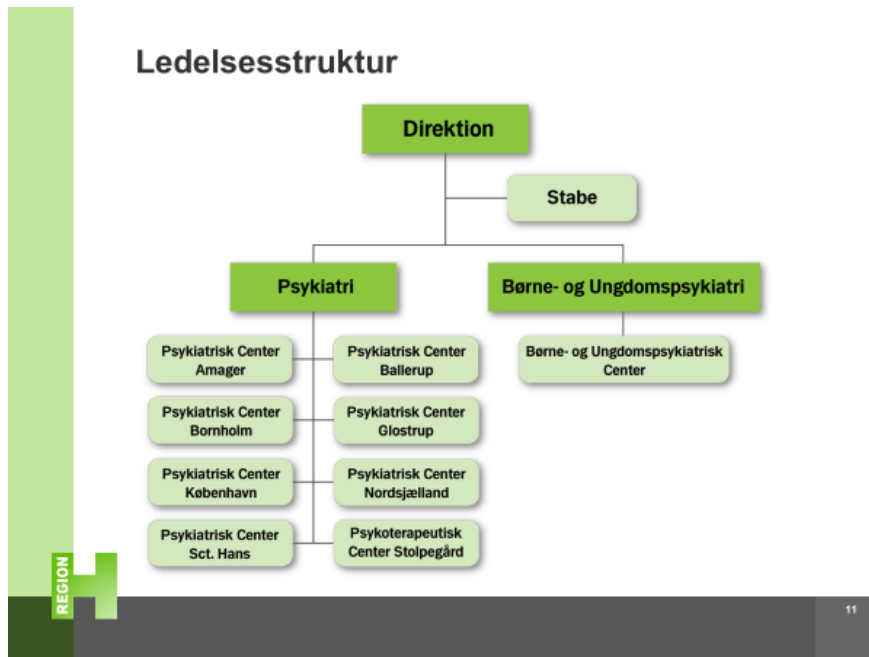 Ledelsesstruktur
Direktion
Stabe
Psykiatri
Børne- og Ungdomspsykiatri
Psykiatrisk Center
Amager
Psykiatrisk Center
Ballerup
Børne- og Ungdomspsykiatrisk
Center
Psykiatrisk Center
Bornholm
Psykiatrisk Center
Glostrup
Psykiatrisk Center
København
Psykiatrisk Center
Nordsjælland
Psykiatrisk Center
Sct. Hans
Psykoterapeutisk
Center Stolpegård
REGION
H
11